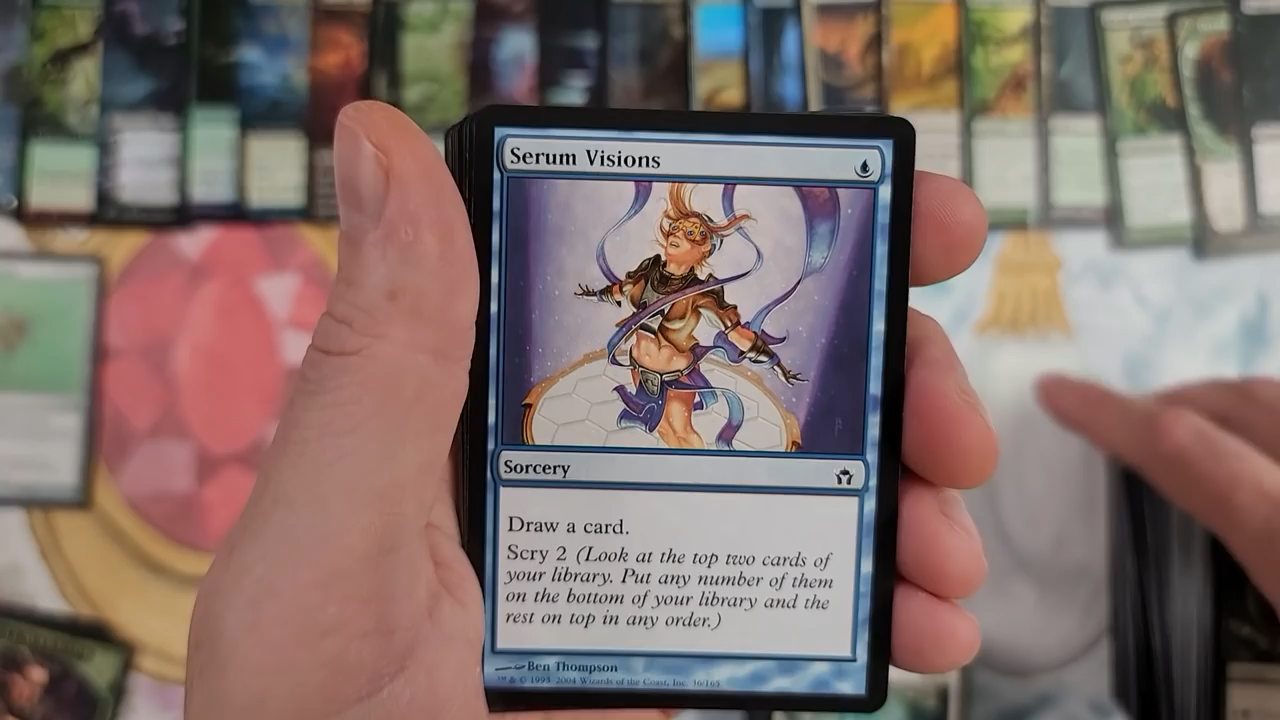 Serum Visions
Sorcery
Draw a card.
Scry 2 (Look at the top two cards of
your library. Put any number of them
on the bottom of your library and the
rest on top in any order.)
Ben Thompson
™ & © 1993–2004 Wizards of the Coast, Inc. 36/165